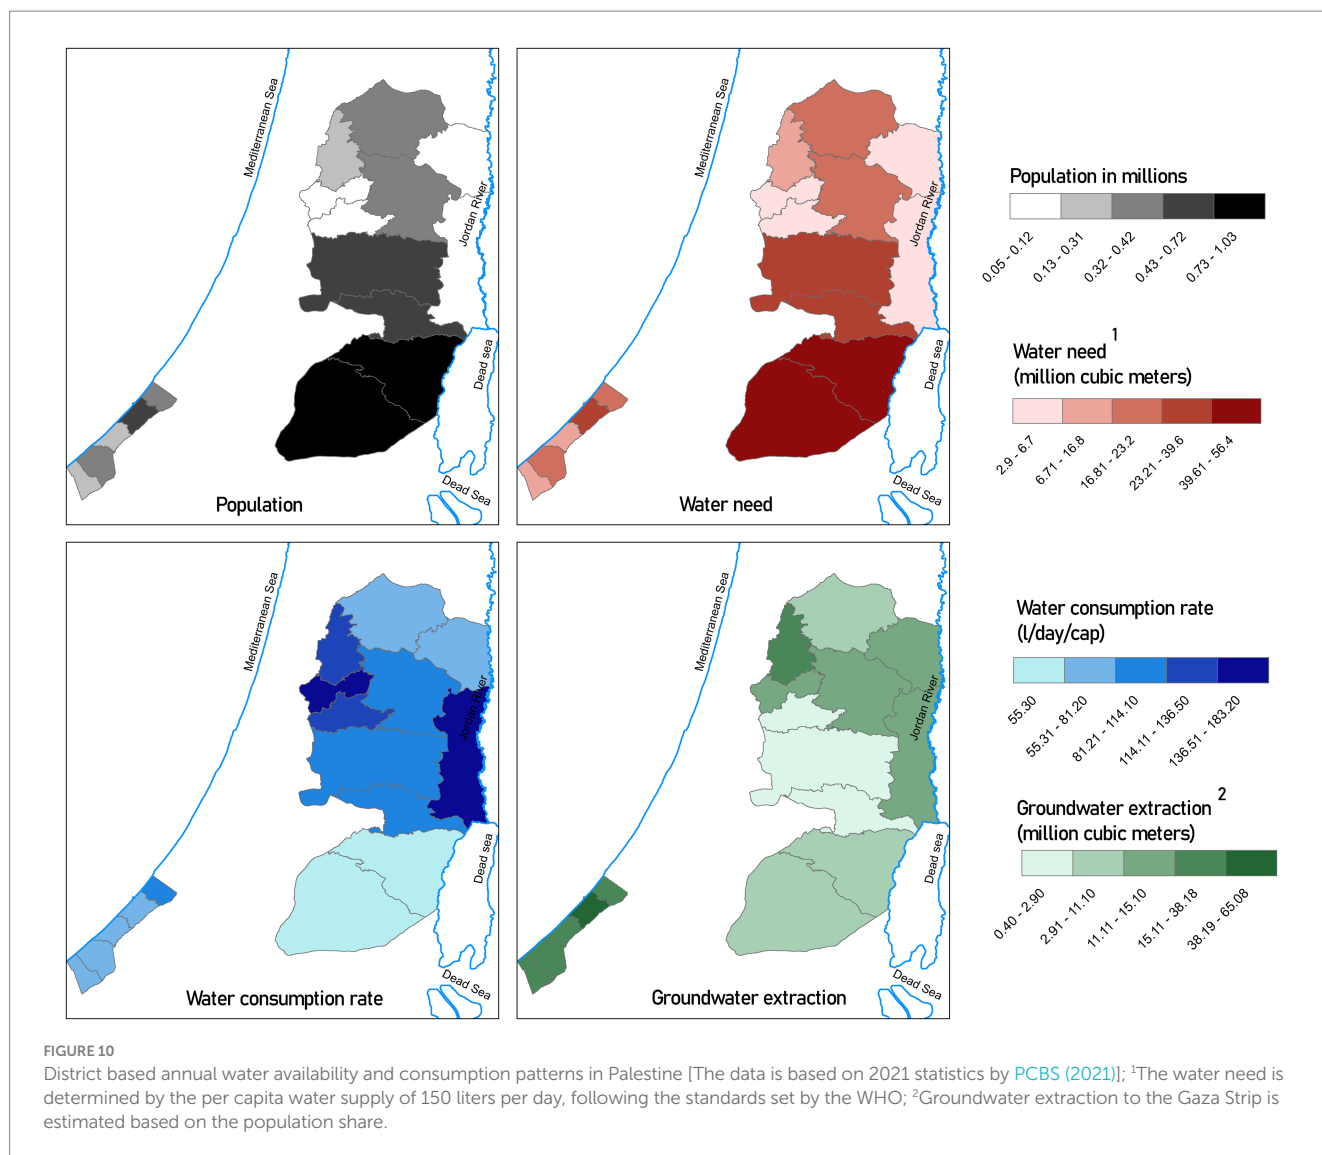 Mediterranean Sea
Jordan River
Dead sea
Dead Sea
Population
Mediterranean Sea
Jordan River
Dead sea
Dead Sea
Water need
Population in millions
0.05 - 0.12
0.13 - 0.31
0.32 - 0.42
0.43 - 0.72
0.73 - 1.03
Water need 1
(million cubic meters)
2.9 - 6.7
6.71 - 16.8
16.81 - 23.2
23.21 - 39.6
39.61 - 56.4
Mediterranean Sea
Jordan River
Dead sea
Dead Sea
Water consumption rate
Mediterranean Sea
Jordan River
Dead sea
Dead Sea
Groundwater extraction
Water consumption rate
(l/day/cap)
55.30
55.31 - 81.20
81.21 - 114.10
114.11 - 136.50
136.51 - 183.20
Groundwater extraction 2
(million cubic meters)
0.40 - 2.90
2.91 - 11.10
11.11 - 15.10
15.11 - 38.18
38.19 - 65.08
FIGURE 10
District based annual water availability and consumption patterns in Palestine [The data is based on 2021 statistics by PCBS (2021)]; ¹The water need is
determined by the per capita water supply of 150 liters per day, following the standards set by the WHO; ²Groundwater extraction to the Gaza Strip is
estimated based on the population share.